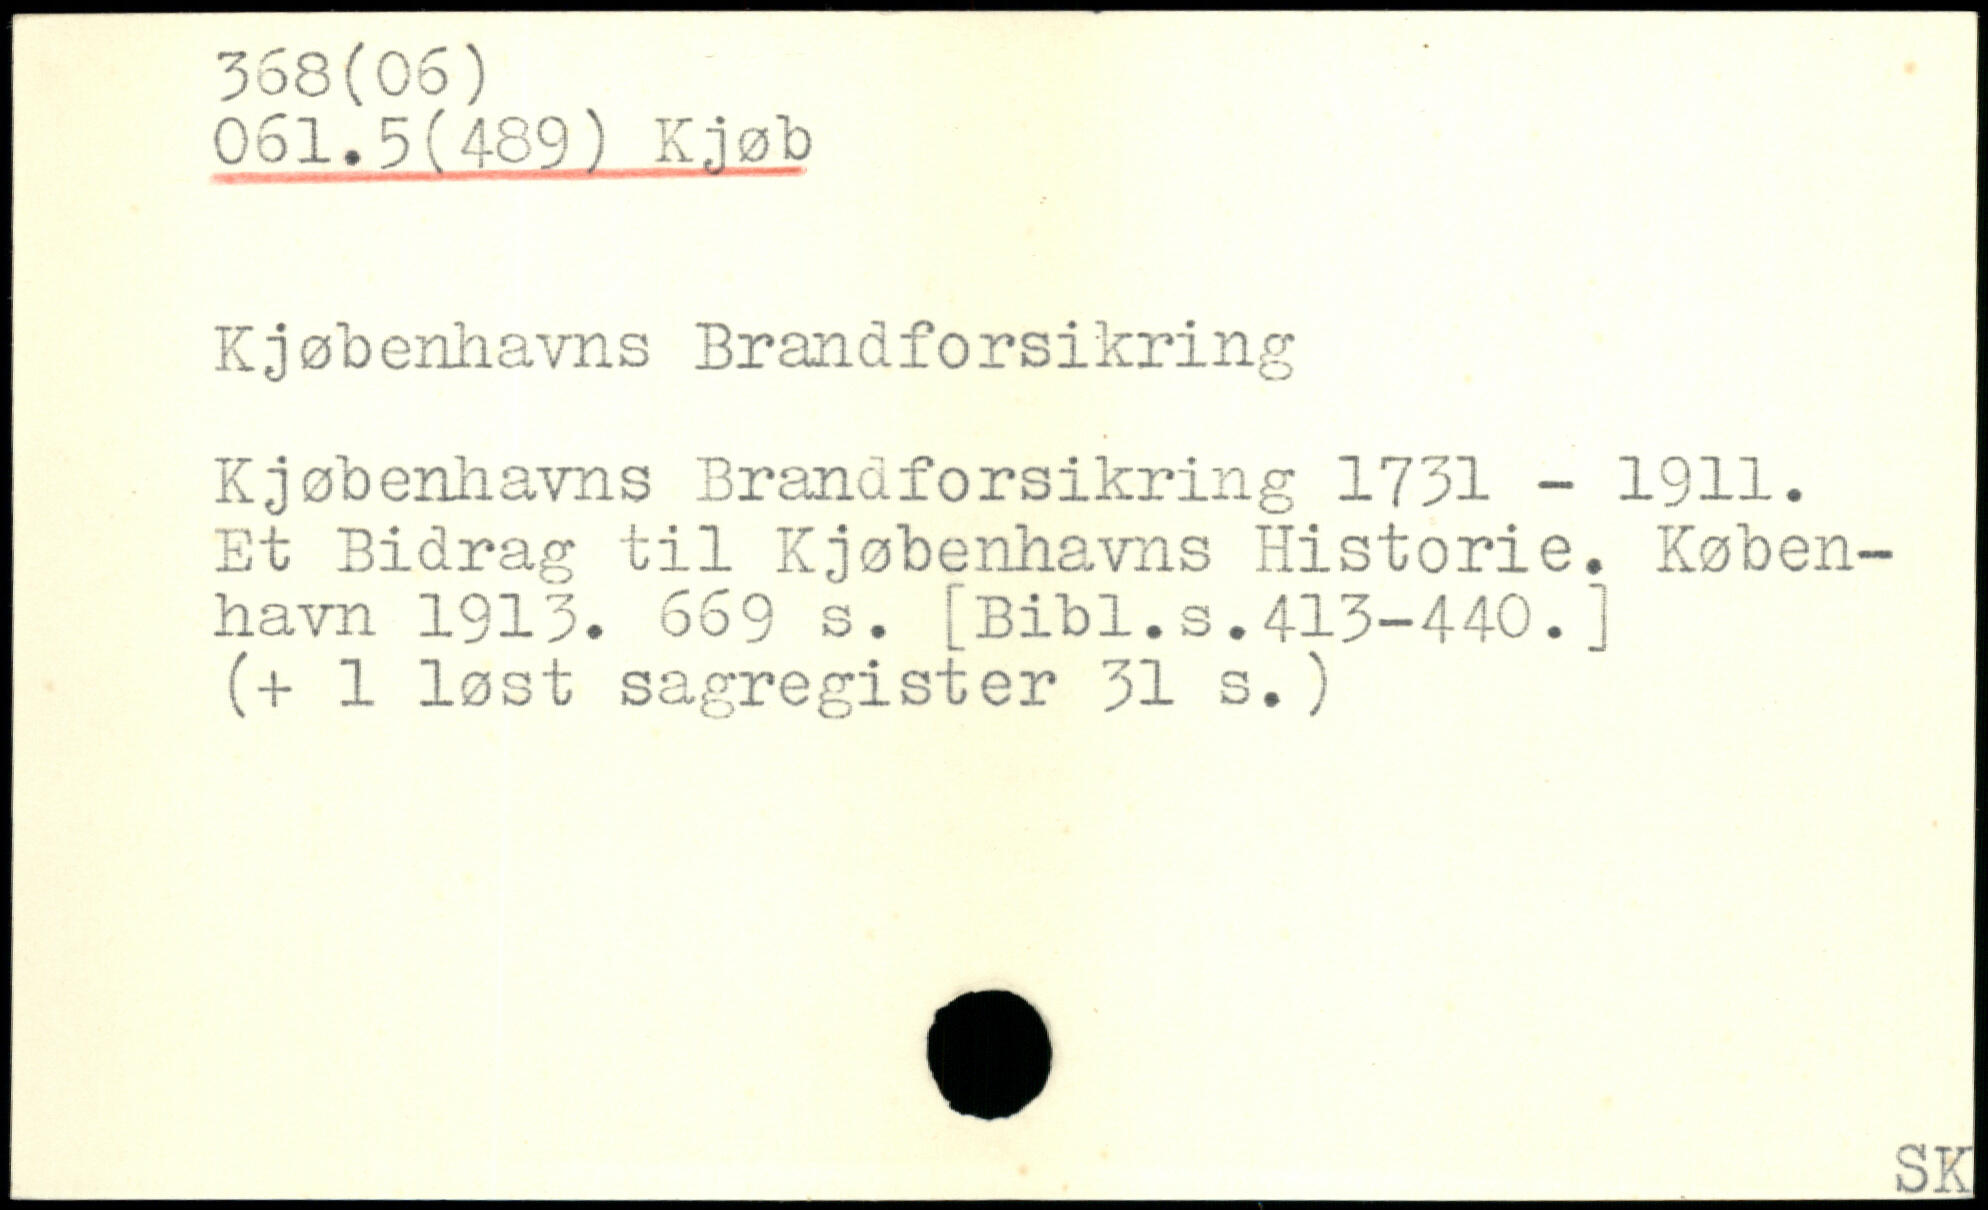 368(06)
061.5(489) Kjøb
Kjøbenhavns Brandforsikring
Kjøbenhavns Brandforsikring 1731 - 1911.
Et Bidrag til Kjøbenhavns Historie. Køben-
havn 1913. 669 s. [Bibl.s.413-440.]
(+ 1 løst sagregister 31 s.)
SK